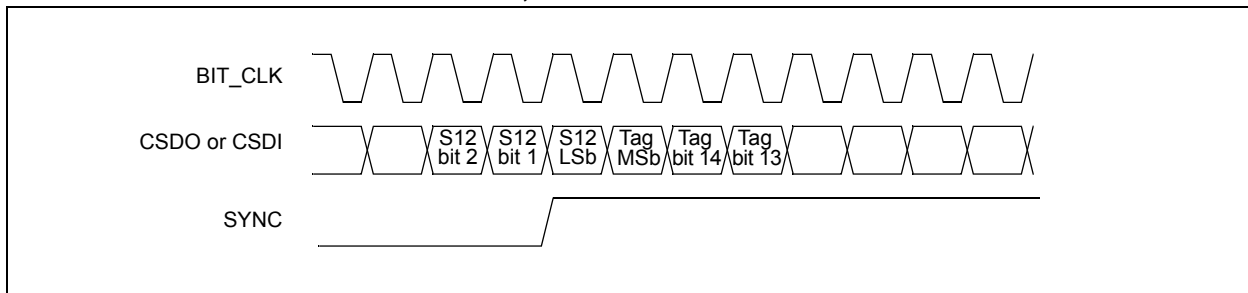 BIT_CLK
CSDO or CSDI
S12 bit 2
S12 bit 1
S12 LSb
Tag MSb
Tag bit 14
Tag bit 13
SYNC